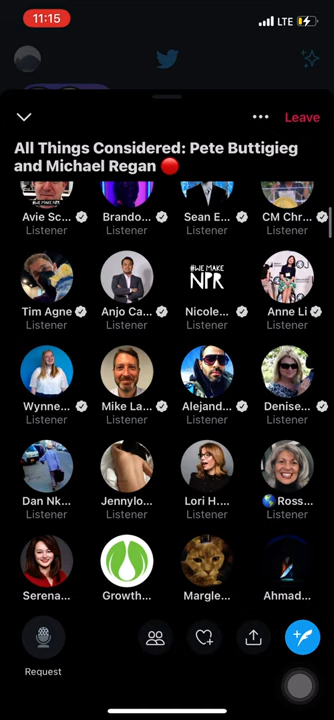 11:15
LTE
Leave
All Things Considered: Pete Buttigieg
and Michael Regan
#WE MAKE NPR
Avie Sc... Brando... Sean E... CM Chr...
Listener Listener Listener Listener
#WE MAKE
NPR
Tim Agne Anjo Ca... Nicole... Anne Li
Listener Listener Listener Listener
Wynne... Mike La... Alejand... Denise...
Listener Listener Listener Listener
Dan Nk... Jennylo... Lori H.... Ross...
Listener Listener Listener Listener
Serena... Growth... Margle... Ahmad...
Request